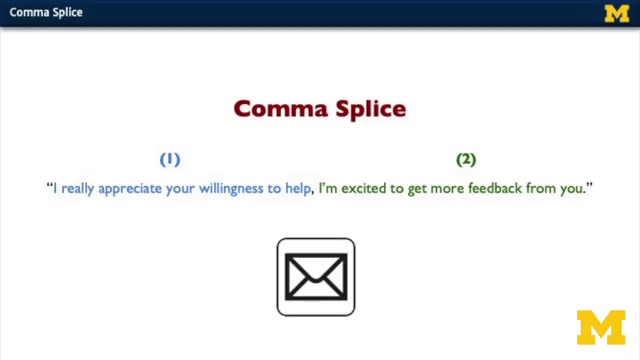 Comma Splice
M
Comma Splice
(1) (2)
“I really appreciate your willingness to help, I’m excited to get more feedback from you.”
M